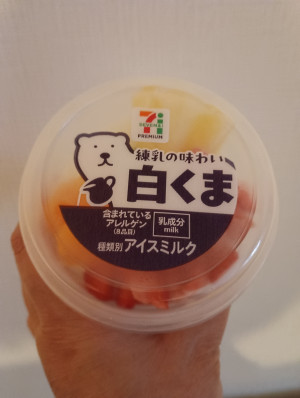 SEVEN&i
PREMIUM
練乳の味わい
白くま
含まれている
アレルゲン
(8品目)
乳成分
milk
種類別 アイスミルク